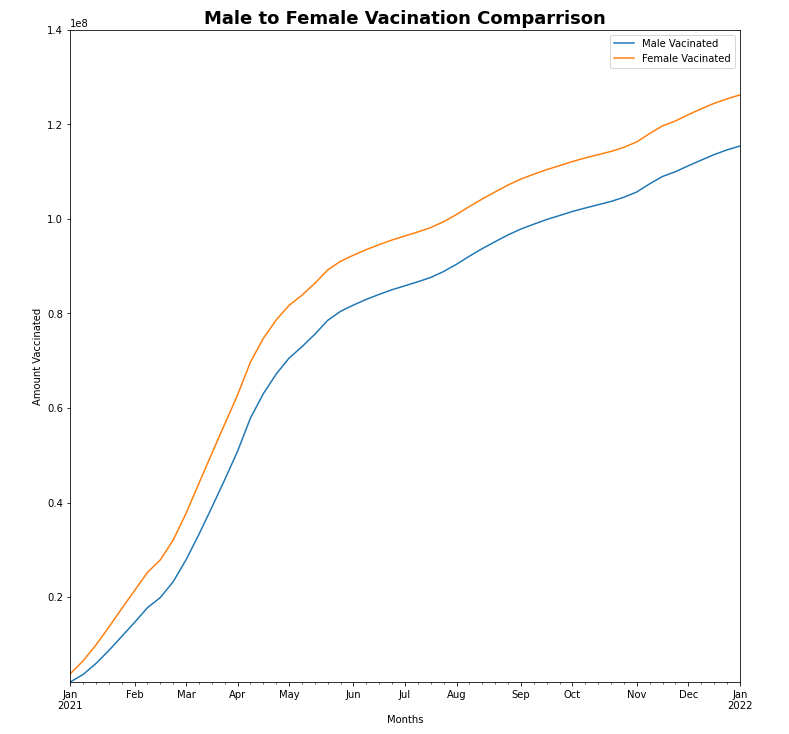 Male to Female Vacination Comparrison
1e8
1.4
1.2
1.0
0.8
0.6
0.4
0.2
Amount Vaccinated
Male Vacinated
Female Vacinated
Jan Feb Mar Apr May Jun Jul Aug Sep Oct Nov Dec Jan
2021 2022
Months